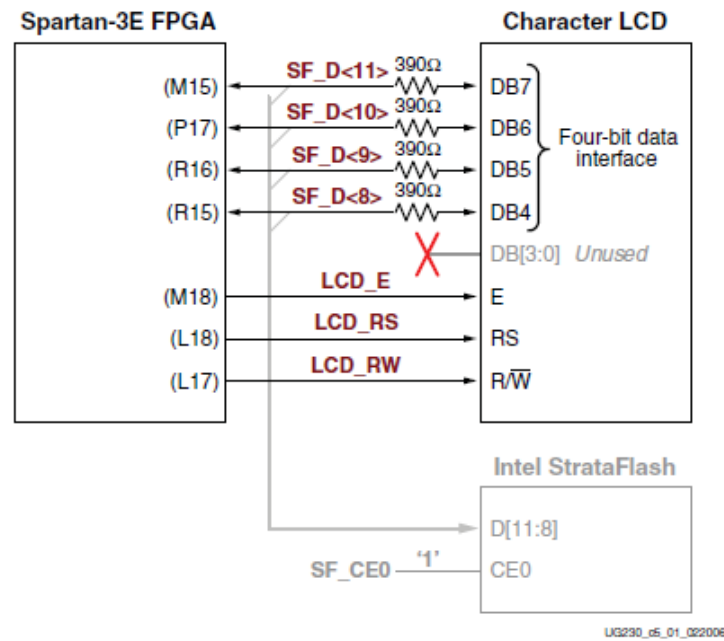 Spartan-3E FPGA
Character LCD
(M15) SF_D<11> 390Ω DB7
(P17) SF_D<10> 390Ω DB6
(R16) SF_D<9> 390Ω DB5
(R15) SF_D<8> 390Ω DB4
Four-bit data
interface
DB[3:0] Unused
(M18) LCD_E E
(L18) LCD_RS RS
(L17) LCD_RW R/W̅
Intel StrataFlash
D[11:8]
SF_CE0 '1' CE0
UG230_c5_01_022006